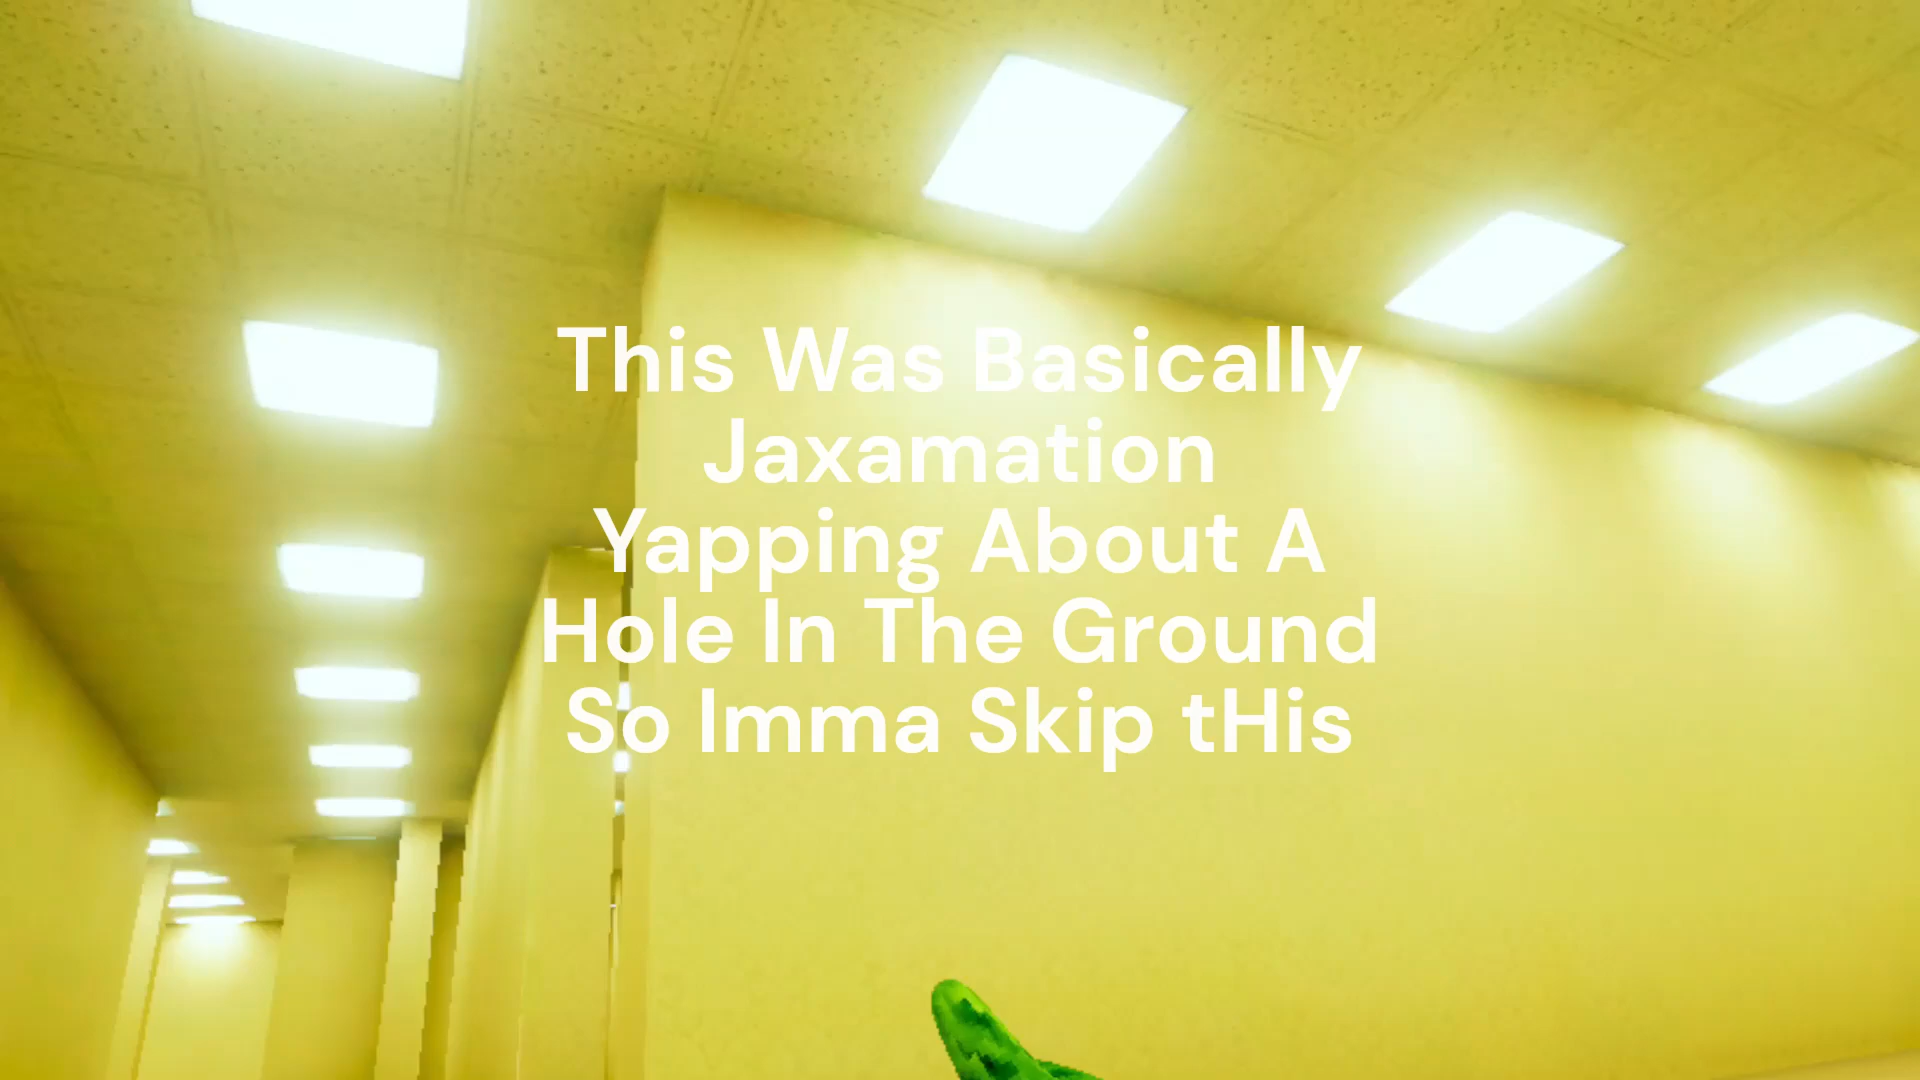 This Was Basically
Jaxamation
Yapping About A
Hole In The Ground
So Imma Skip tHis